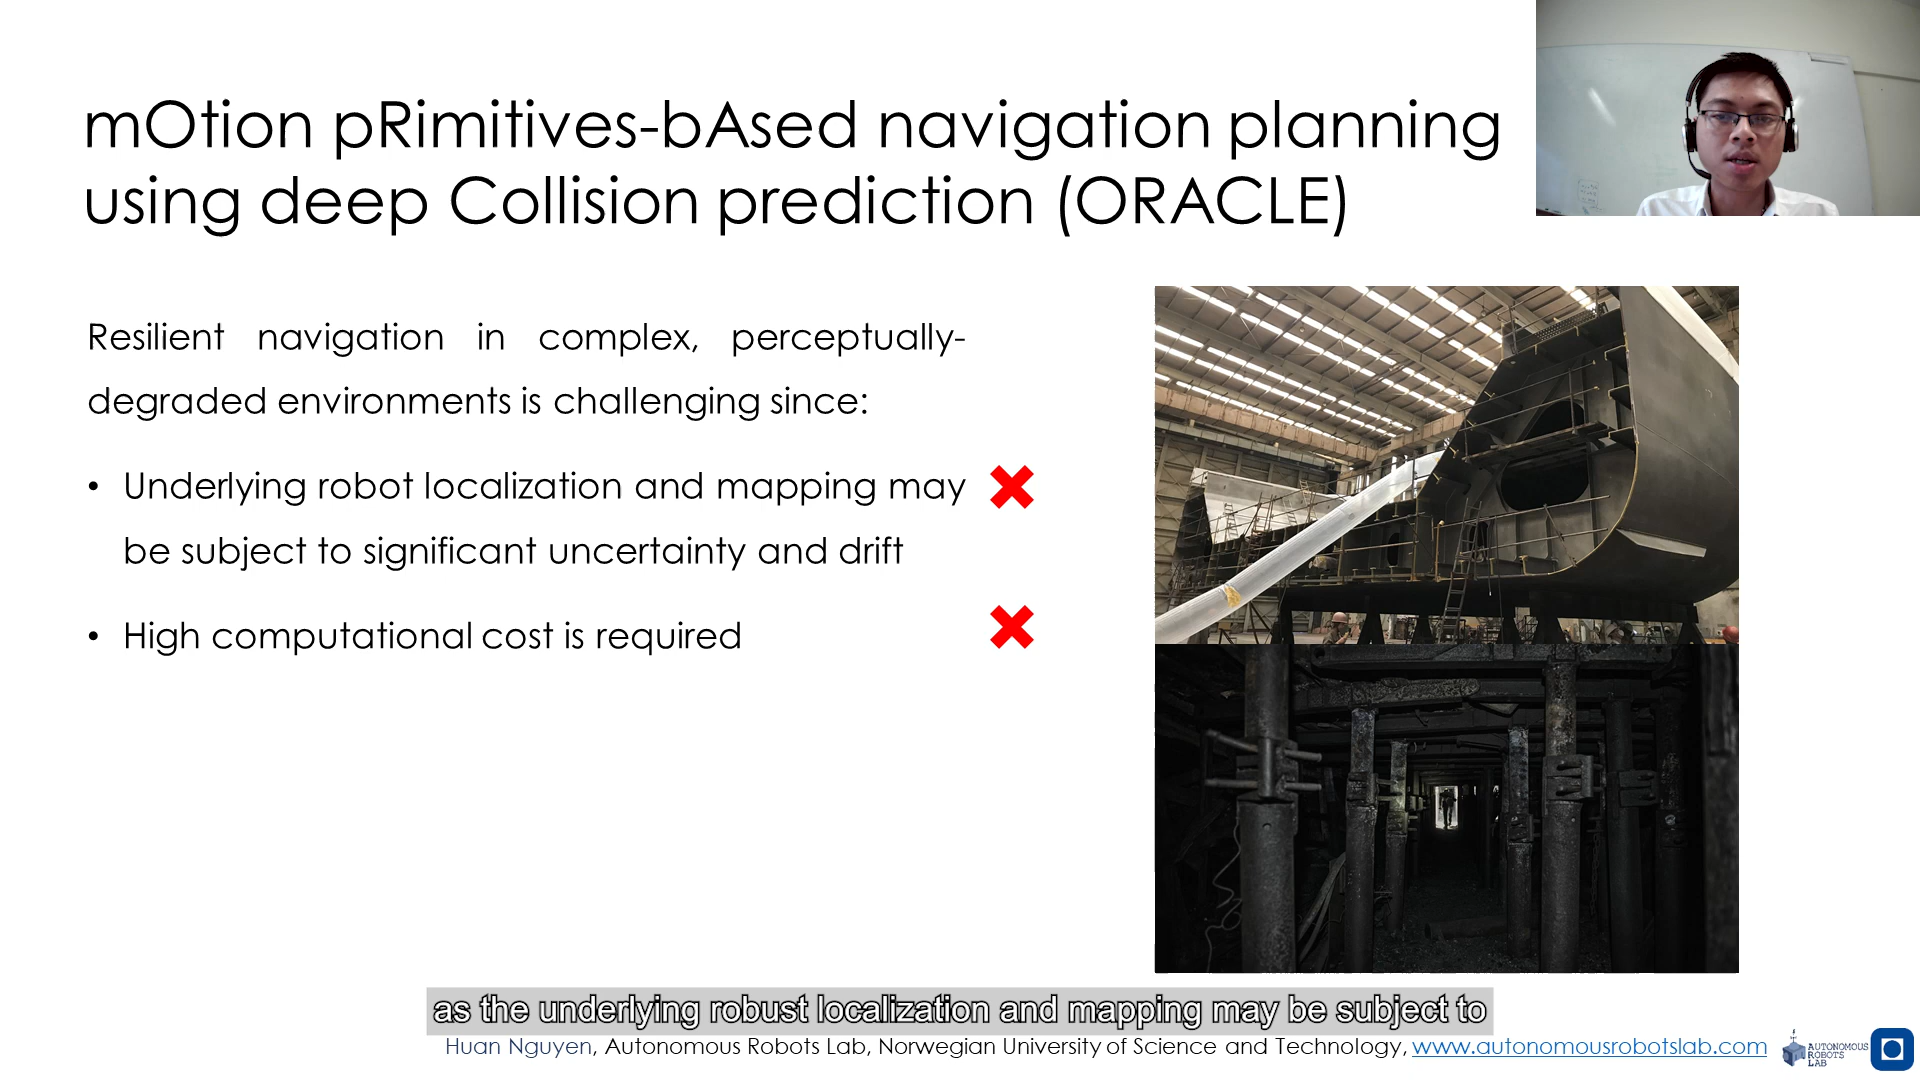 mOtion pRimitives-bAsed navigation planning
using deep Collision prediction (ORACLE)
Resilient navigation in complex, perceptually-
degraded environments is challenging since:
• Underlying robot localization and mapping may
be subject to significant uncertainty and drift
• High computational cost is required
as the underlying robust localization and mapping may be subject to
Huan Nguyen, Autonomous Robots Lab, Norwegian University of Science and Technology, www.autonomousrobotslab.com
AUTONOMOUS
ROBOTS
LAB